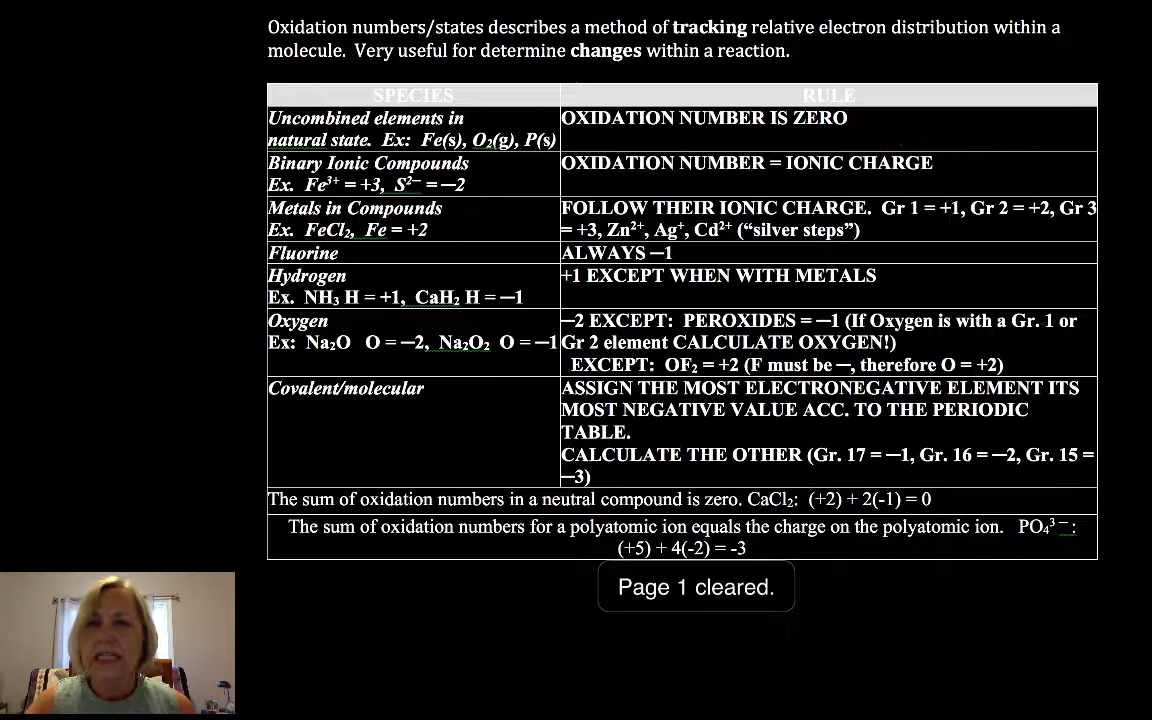 Oxidation numbers/states describes a method of tracking relative electron distribution within a
molecule.  Very useful for determine changes within a reaction.
SPECIES
RULE
Uncombined elements in
natural state.  Ex:  Fe(s), O₂(g), P(s)
OXIDATION NUMBER IS ZERO
Binary Ionic Compounds
Ex.  Fe³⁺ = +3,  S²⁻ = –2
OXIDATION NUMBER = IONIC CHARGE
Metals in Compounds
Ex.  FeCl₂,  Fe = +2
FOLLOW THEIR IONIC CHARGE.  Gr 1 = +1, Gr 2 = +2, Gr 3
= +3, Zn²⁺, Ag⁺, Cd²⁺ (“silver steps”)
Fluorine
ALWAYS –1
Hydrogen
Ex.  NH₃ H = +1,  CaH₂ H = –1
+1 EXCEPT WHEN WITH METALS
Oxygen
Ex:  Na₂O   O = –2,  Na₂O₂  O = –1
–2 EXCEPT:  PEROXIDES = –1 (If Oxygen is with a Gr. 1 or
Gr 2 element CALCULATE OXYGEN!)
EXCEPT:  OF₂ = +2 (F must be –, therefore O = +2)
Covalent/molecular
ASSIGN THE MOST ELECTRONEGATIVE ELEMENT ITS
MOST NEGATIVE VALUE ACC. TO THE PERIODIC
TABLE.
CALCULATE THE OTHER (Gr. 17 = –1, Gr. 16 = –2, Gr. 15 =
–3)
The sum of oxidation numbers in a neutral compound is zero. CaCl₂:  (+2) + 2(-1) = 0
The sum of oxidation numbers for a polyatomic ion equals the charge on the polyatomic ion.   PO₄³⁻:
(+5) + 4(-2) = -3
Page 1 cleared.